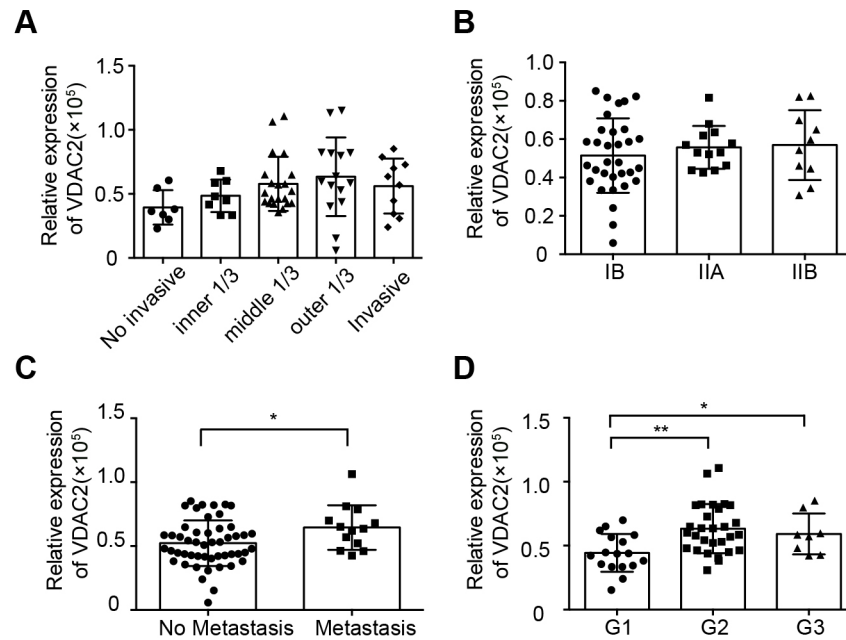 A
Relative expression
of VDAC2(×10⁵)
1.5
1.0
0.5
0
No invasive
inner 1/3
middle 1/3
outer 1/3
Invasive
B
Relative expression
of VDAC2(×10⁵)
1.0
0.8
0.6
0.4
0.2
0
IB
IIA
IIB
C
Relative expression
of VDAC2(×10⁵)
1.5
1.0
0.5
0
*
No Metastasis
Metastasis
D
Relative expression
of VDAC2(×10⁵)
1.5
1.0
0.5
0
*
**
G1
G2
G3